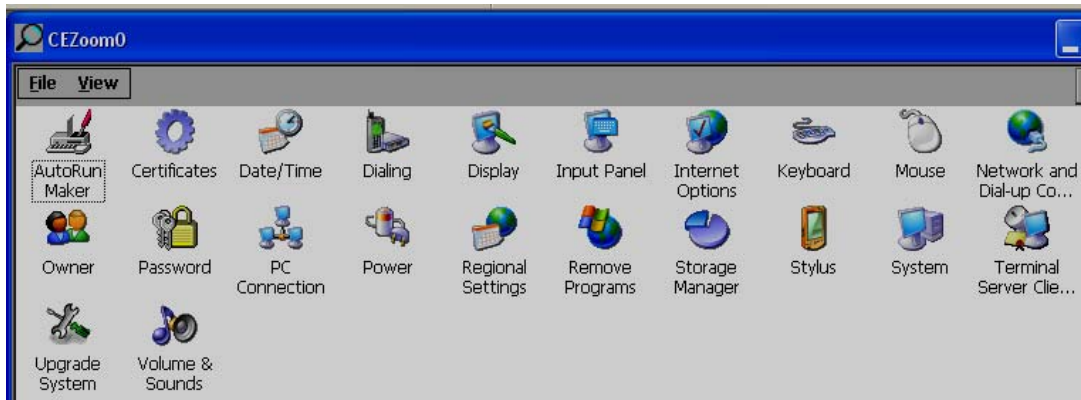 CEZoom0
File View
AutoRun Maker
Certificates
Date/Time
Dialing
Display
Input Panel
Internet Options
Keyboard
Mouse
Network and Dial-up Co...
Owner
Password
PC Connection
Power
Regional Settings
Remove Programs
Storage Manager
Stylus
System
Terminal Server Clie...
Upgrade System
Volume & Sounds